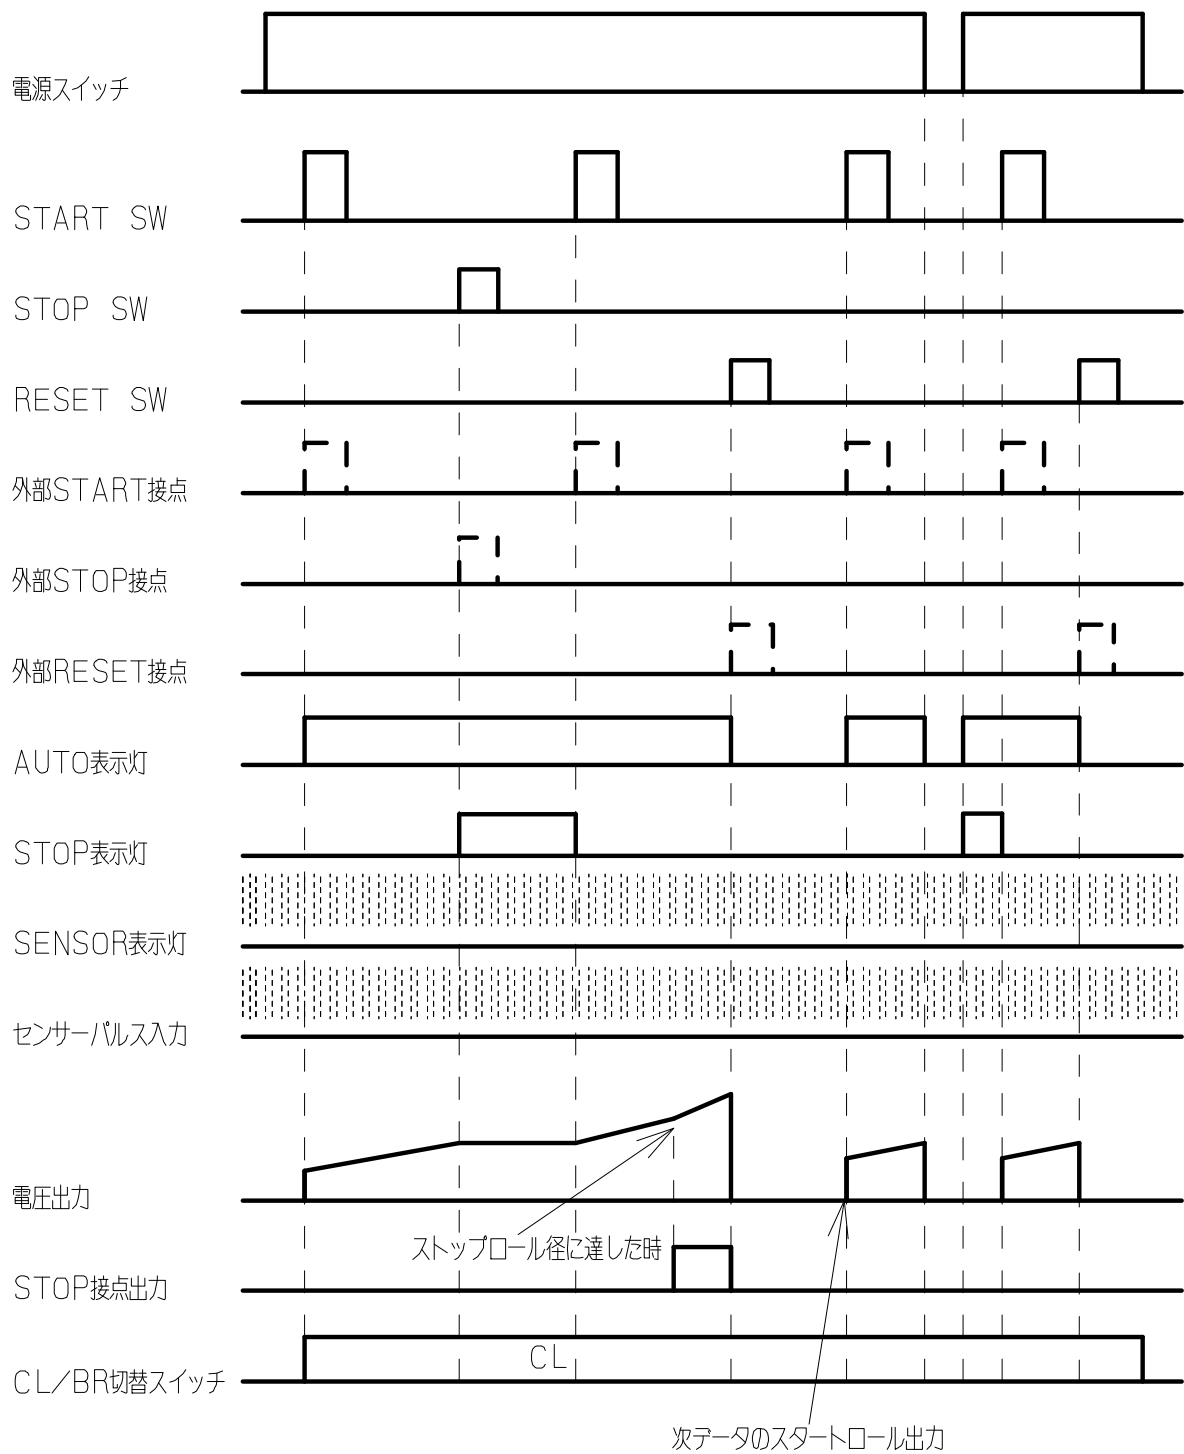 電源スイッチ
START SW
STOP SW
RESET SW
外部START接点
外部STOP接点
外部RESET接点
AUTO表示灯
STOP表示灯
SENSOR表示灯
センサーパルス入力
電圧出力
ストップロール径に達した時
STOP接点出力
CL
CL/BR切替スイッチ
次データのスタートロール出力